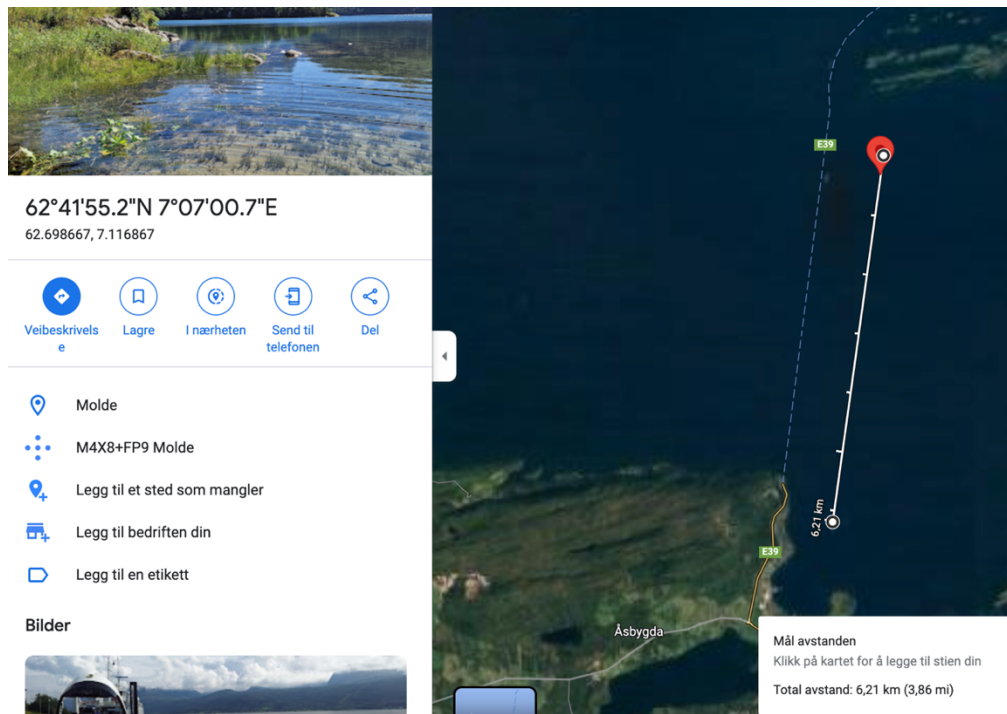 62°41'55.2"N 7°07'00.7"E
62.698667, 7.116867
Veibeskrivels
e
Lagre
I nærheten
Send til
telefonen
Del
Molde
M4X8+FP9 Molde
Legg til et sted som mangler
Legg til bedriften din
Legg til en etikett
Bilder
E39
6,21 km
E39
Åsbygda
Mål avstanden
Klikk på kartet for å legge til stien din
Total avstand: 6,21 km (3,86 mi)